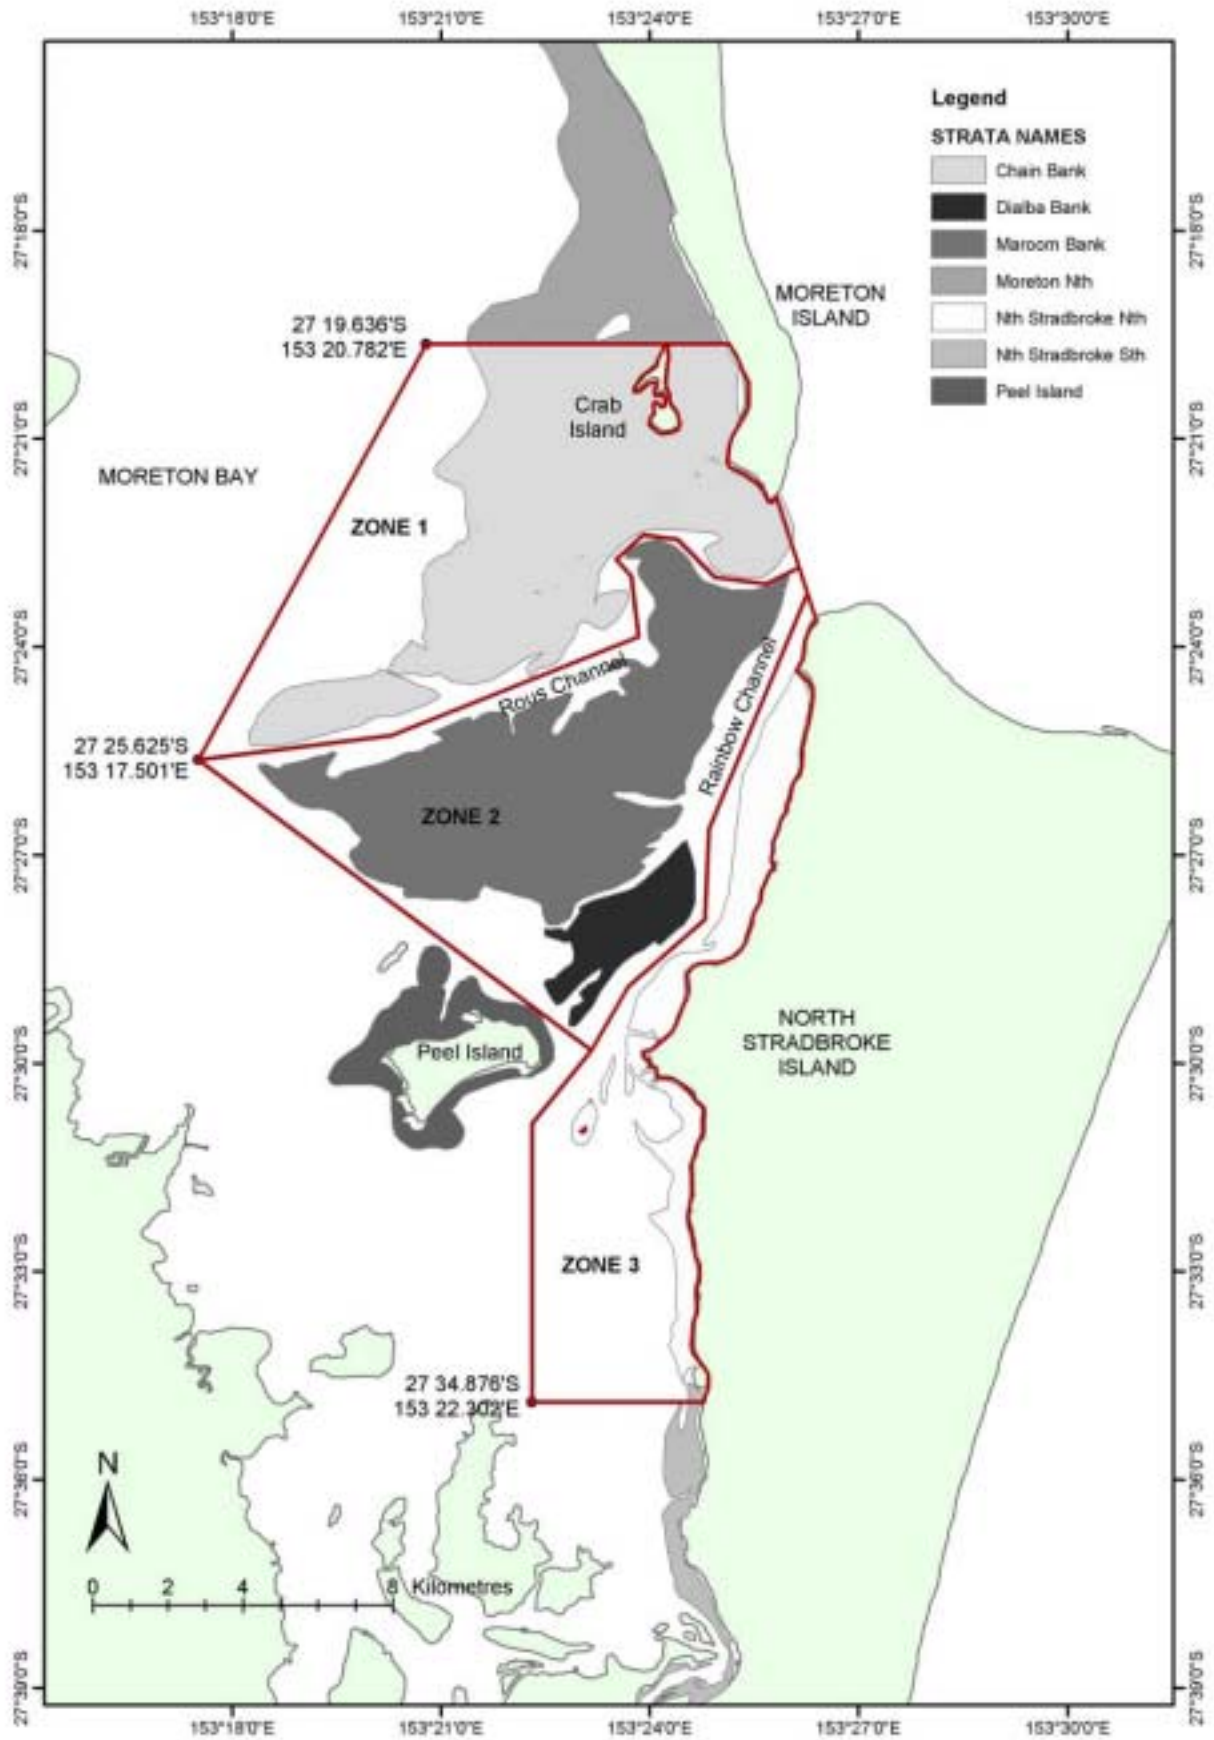 153°18'0"E
153°21'0"E
153°24'0"E
153°27'0"E
153°30'0"E
Legend
STRATA NAMES
Chain Bank
Dialba Bank
Maroom Bank
Moreton Nth
Nth Stradbroke Nth
Nth Stradbroke Sth
Peel Island
27°18'0"S
27°18'0"S
MORETON
ISLAND
27 19.636'S
153 20.782'E
Crab
Island
27°21'0"S
27°21'0"S
MORETON BAY
ZONE 1
27°24'0"S
27°24'0"S
Rous Channel
Rainbow Channel
27 25.625'S
153 17.501'E
ZONE 2
27°27'0"S
27°27'0"S
NORTH
STRADBROKE
ISLAND
Peel Island
27°30'0"S
27°30'0"S
ZONE 3
27°33'0"S
27°33'0"S
27 34.876'S
153 22.302'E
N
27°36'0"S
27°36'0"S
0 2 4 8 Kilometres
27°39'0"S
27°39'0"S
153°18'0"E
153°21'0"E
153°24'0"E
153°27'0"E
153°30'0"E